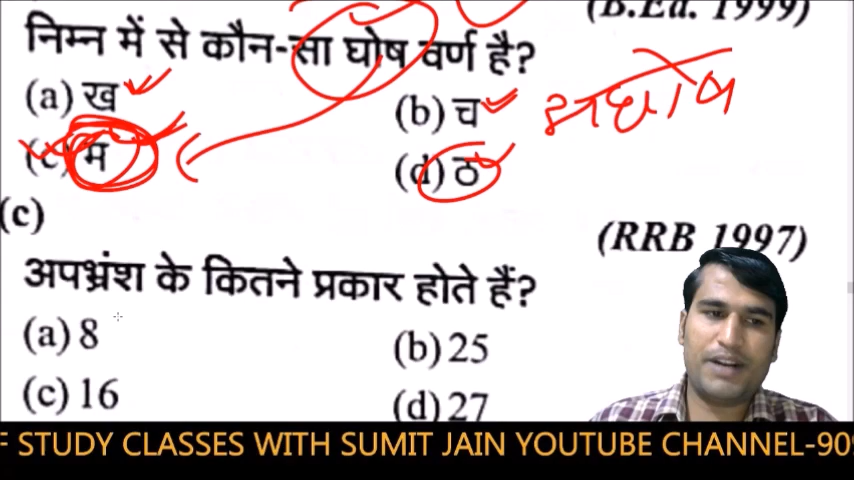 (B.Ed. 1999)
निम्न में से कौन-सा घोष वर्ण है?
(a) ख
(b) च
अघोष
(c) म
(d) ठ
(c)
(RRB 1997)
अपभ्रंश के कितने प्रकार होते हैं?
(a) 8
(b) 25
(c) 16
(d) 27
F STUDY CLASSES WITH SUMIT JAIN YOUTUBE CHANNEL-909